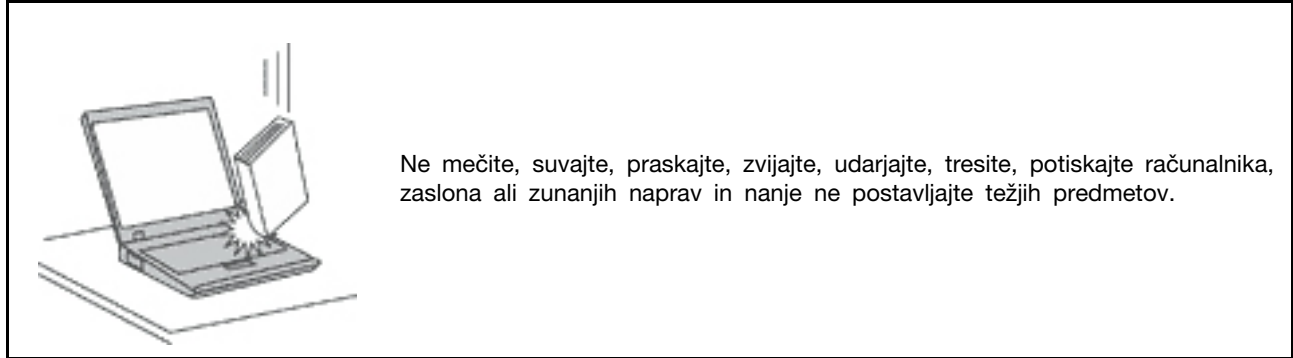 Ne mečite, suvajte, praskajte, zvijajte, udarjajte, tresite, potiskajte računalnika,
zaslona ali zunanjih naprav in nanje ne postavljajte težjih predmetov.